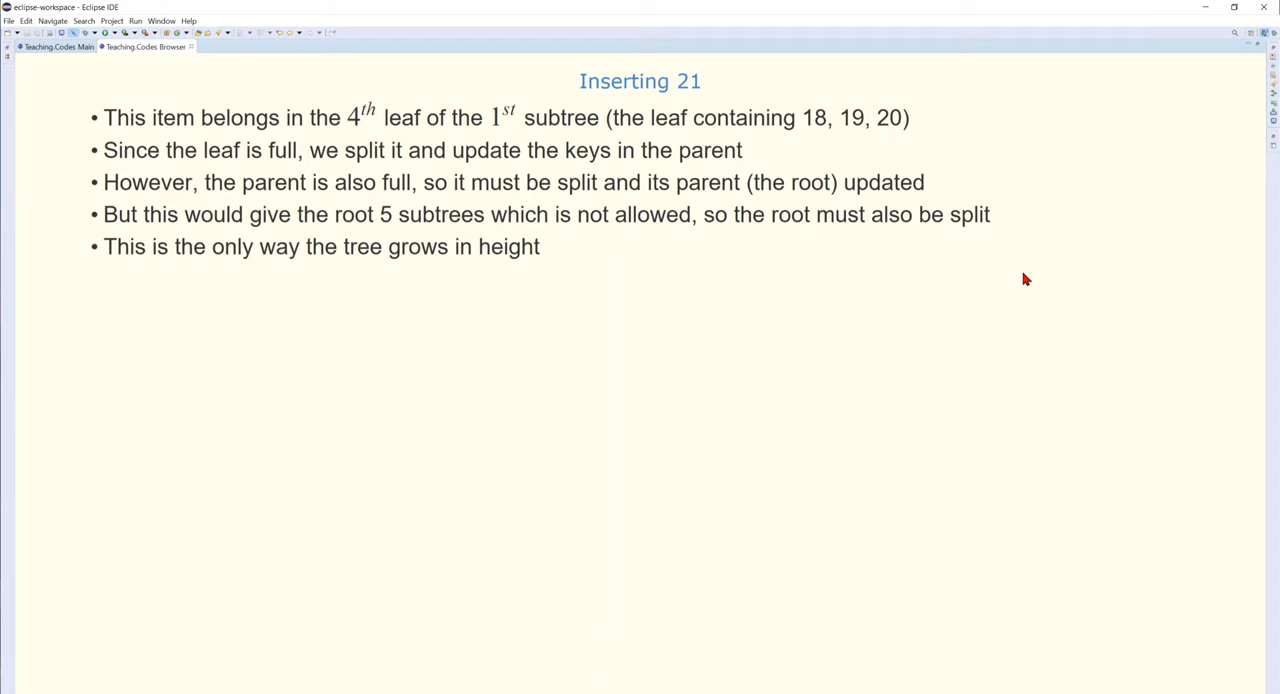 eclipse-workspace - Eclipse IDE
File Edit Navigate Search Project Run Window Help
Teaching.Codes Main Teaching.Codes Browser
Inserting 21
• This item belongs in the 4th leaf of the 1st subtree (the leaf containing 18, 19, 20)
• Since the leaf is full, we split it and update the keys in the parent
• However, the parent is also full, so it must be split and its parent (the root) updated
• But this would give the root 5 subtrees which is not allowed, so the root must also be split
• This is the only way the tree grows in height